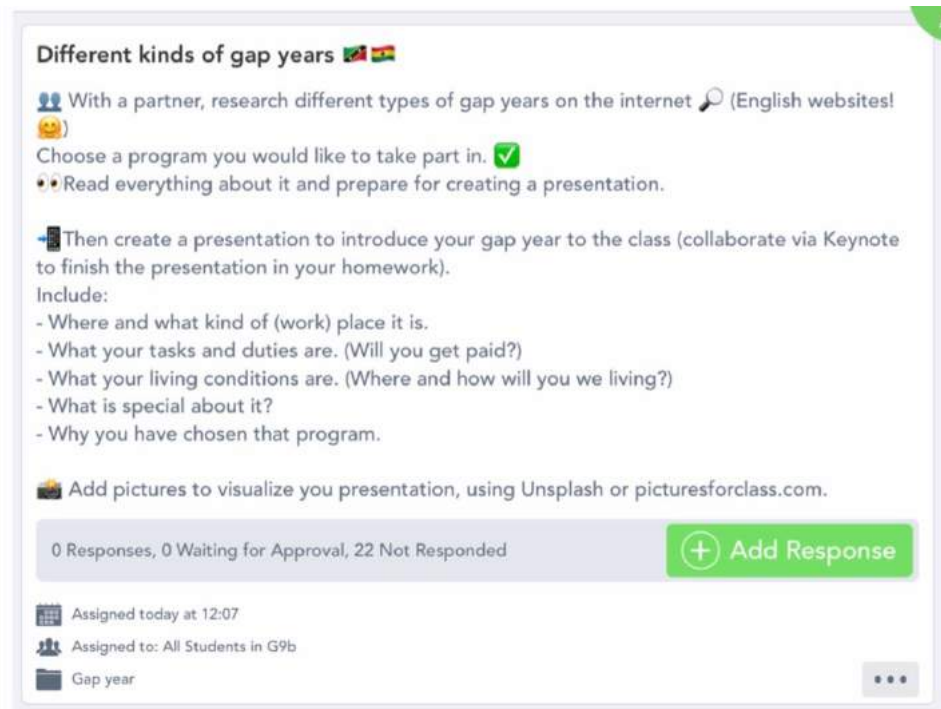 Different kinds of gap years 🇰🇳🇬🇭
👥 With a partner, research different types of gap years on the internet 🔎 (English websites!
🤗)
Choose a program you would like to take part in. ✅
👀Read everything about it and prepare for creating a presentation.
📲Then create a presentation to introduce your gap year to the class (collaborate via Keynote
to finish the presentation in your homework).
Include:
- Where and what kind of (work) place it is.
- What your tasks and duties are. (Will you get paid?)
- What your living conditions are. (Where and how will you we living?)
- What is special about it?
- Why you have chosen that program.
📸 Add pictures to visualize you presentation, using Unsplash or picturesforclass.com.
0 Responses, 0 Waiting for Approval, 22 Not Responded
Add Response
Assigned today at 12:07
Assigned to: All Students in G9b
Gap year